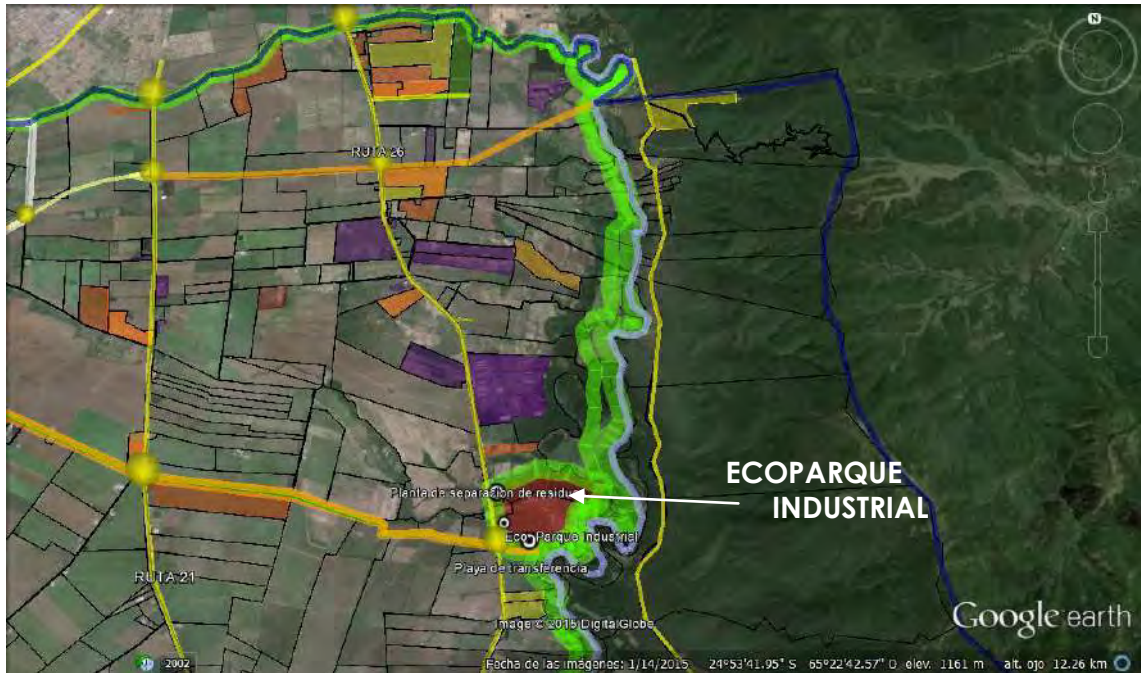 N
RUTA 26
ECOPARQUE
INDUSTRIAL
Planta de separación de residuos
Eco- Parque Industrial
Playa de transferencia
RUTA 21
Image © 2015 DigitalGlobe
Google earth
2002
Fecha de las imágenes: 1/14/2015 24°53'41.95" S 65°22'42.57" O elev. 1161 m alt. ojo 12.26 km